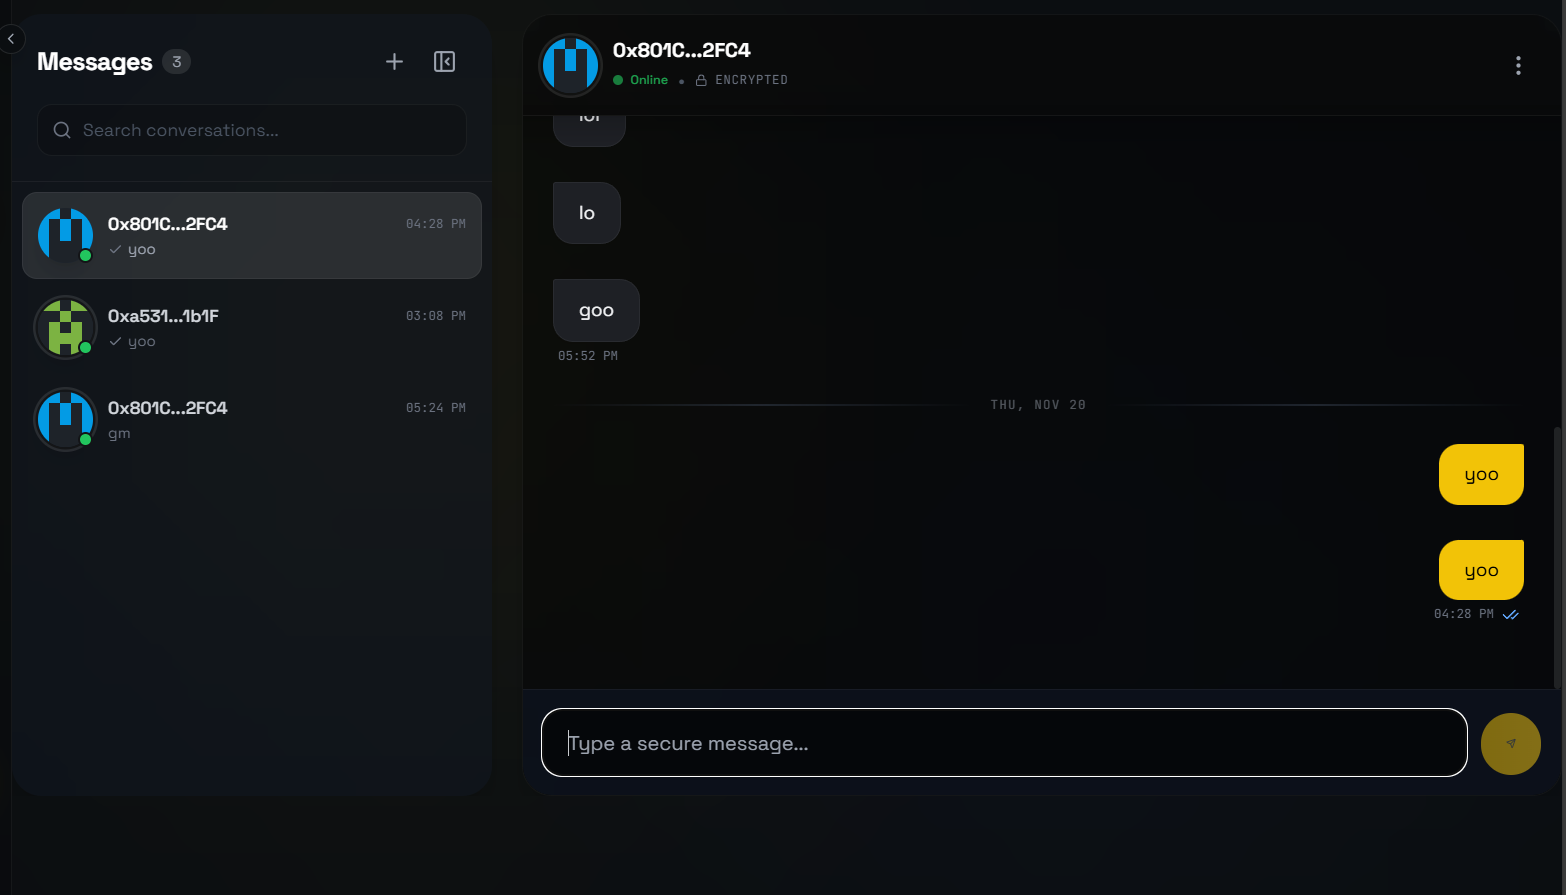 Messages 3
Search conversations...
0x801C...2FC4 04:28 PM
yoo
0xa531...1b1F 03:08 PM
yoo
0x801C...2FC4 05:24 PM
gm
0x801C...2FC4
Online • ENCRYPTED
lo
goo
05:52 PM
THU, NOV 20
yoo
yoo
04:28 PM
Type a secure message...